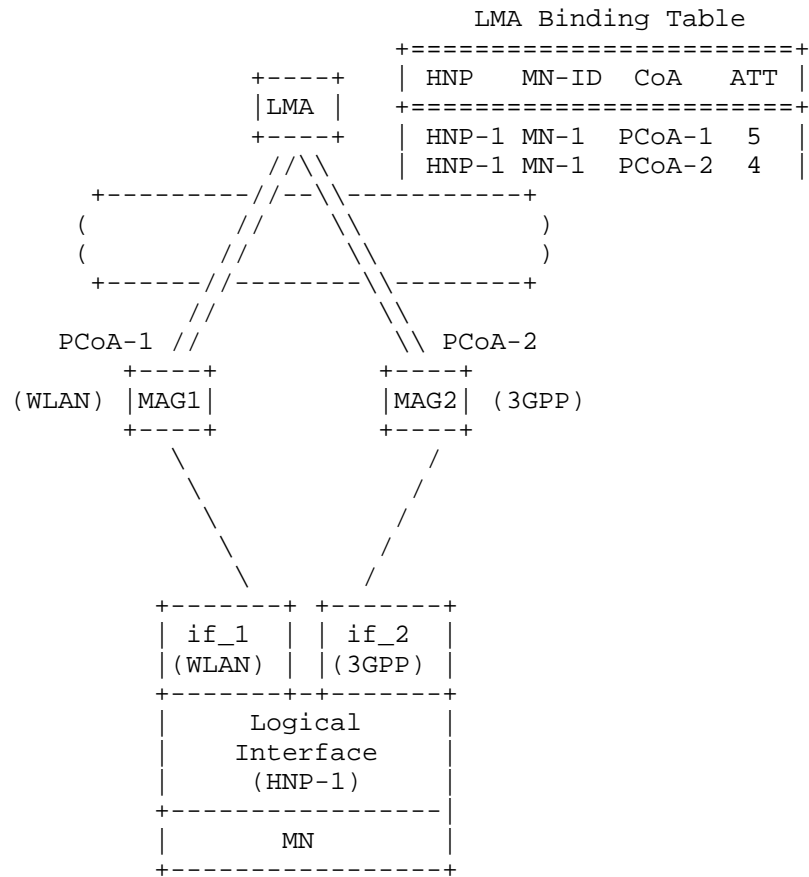 LMA Binding Table
HNP MN-ID CoA ATT
LMA
HNP-1 MN-1 PCoA-1 5
HNP-1 MN-1 PCoA-2 4
PCoA-1 PCoA-2
(WLAN) MAG1 MAG2 (3GPP)
if_1 if_2
(WLAN) (3GPP)
Logical
Interface
(HNP-1)
MN